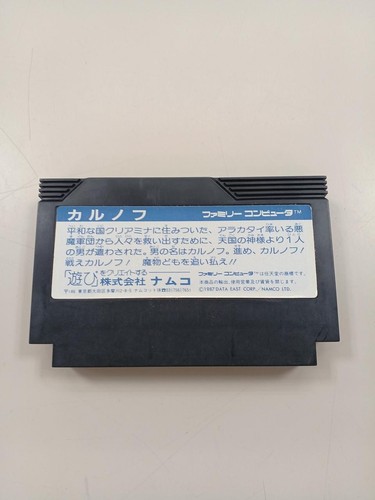 カルノフ ファミリーコンピュータ™
平和な国クリアミナに住みついた、アラカタイ率いる悪
魔軍団から人々を救い出すために、天国の神様より1人
の男が遣わされた。男の名はカルノフ。進め、カルノフ!
戦えカルノフ! 魔物どもを追い払え!!
「遊び」をクリエイトする
株式会社 ナムコ
ファミリーコンピュータ™は任天堂の商標です。
©1987 DATA EAST CORP./NAMCO LTD.